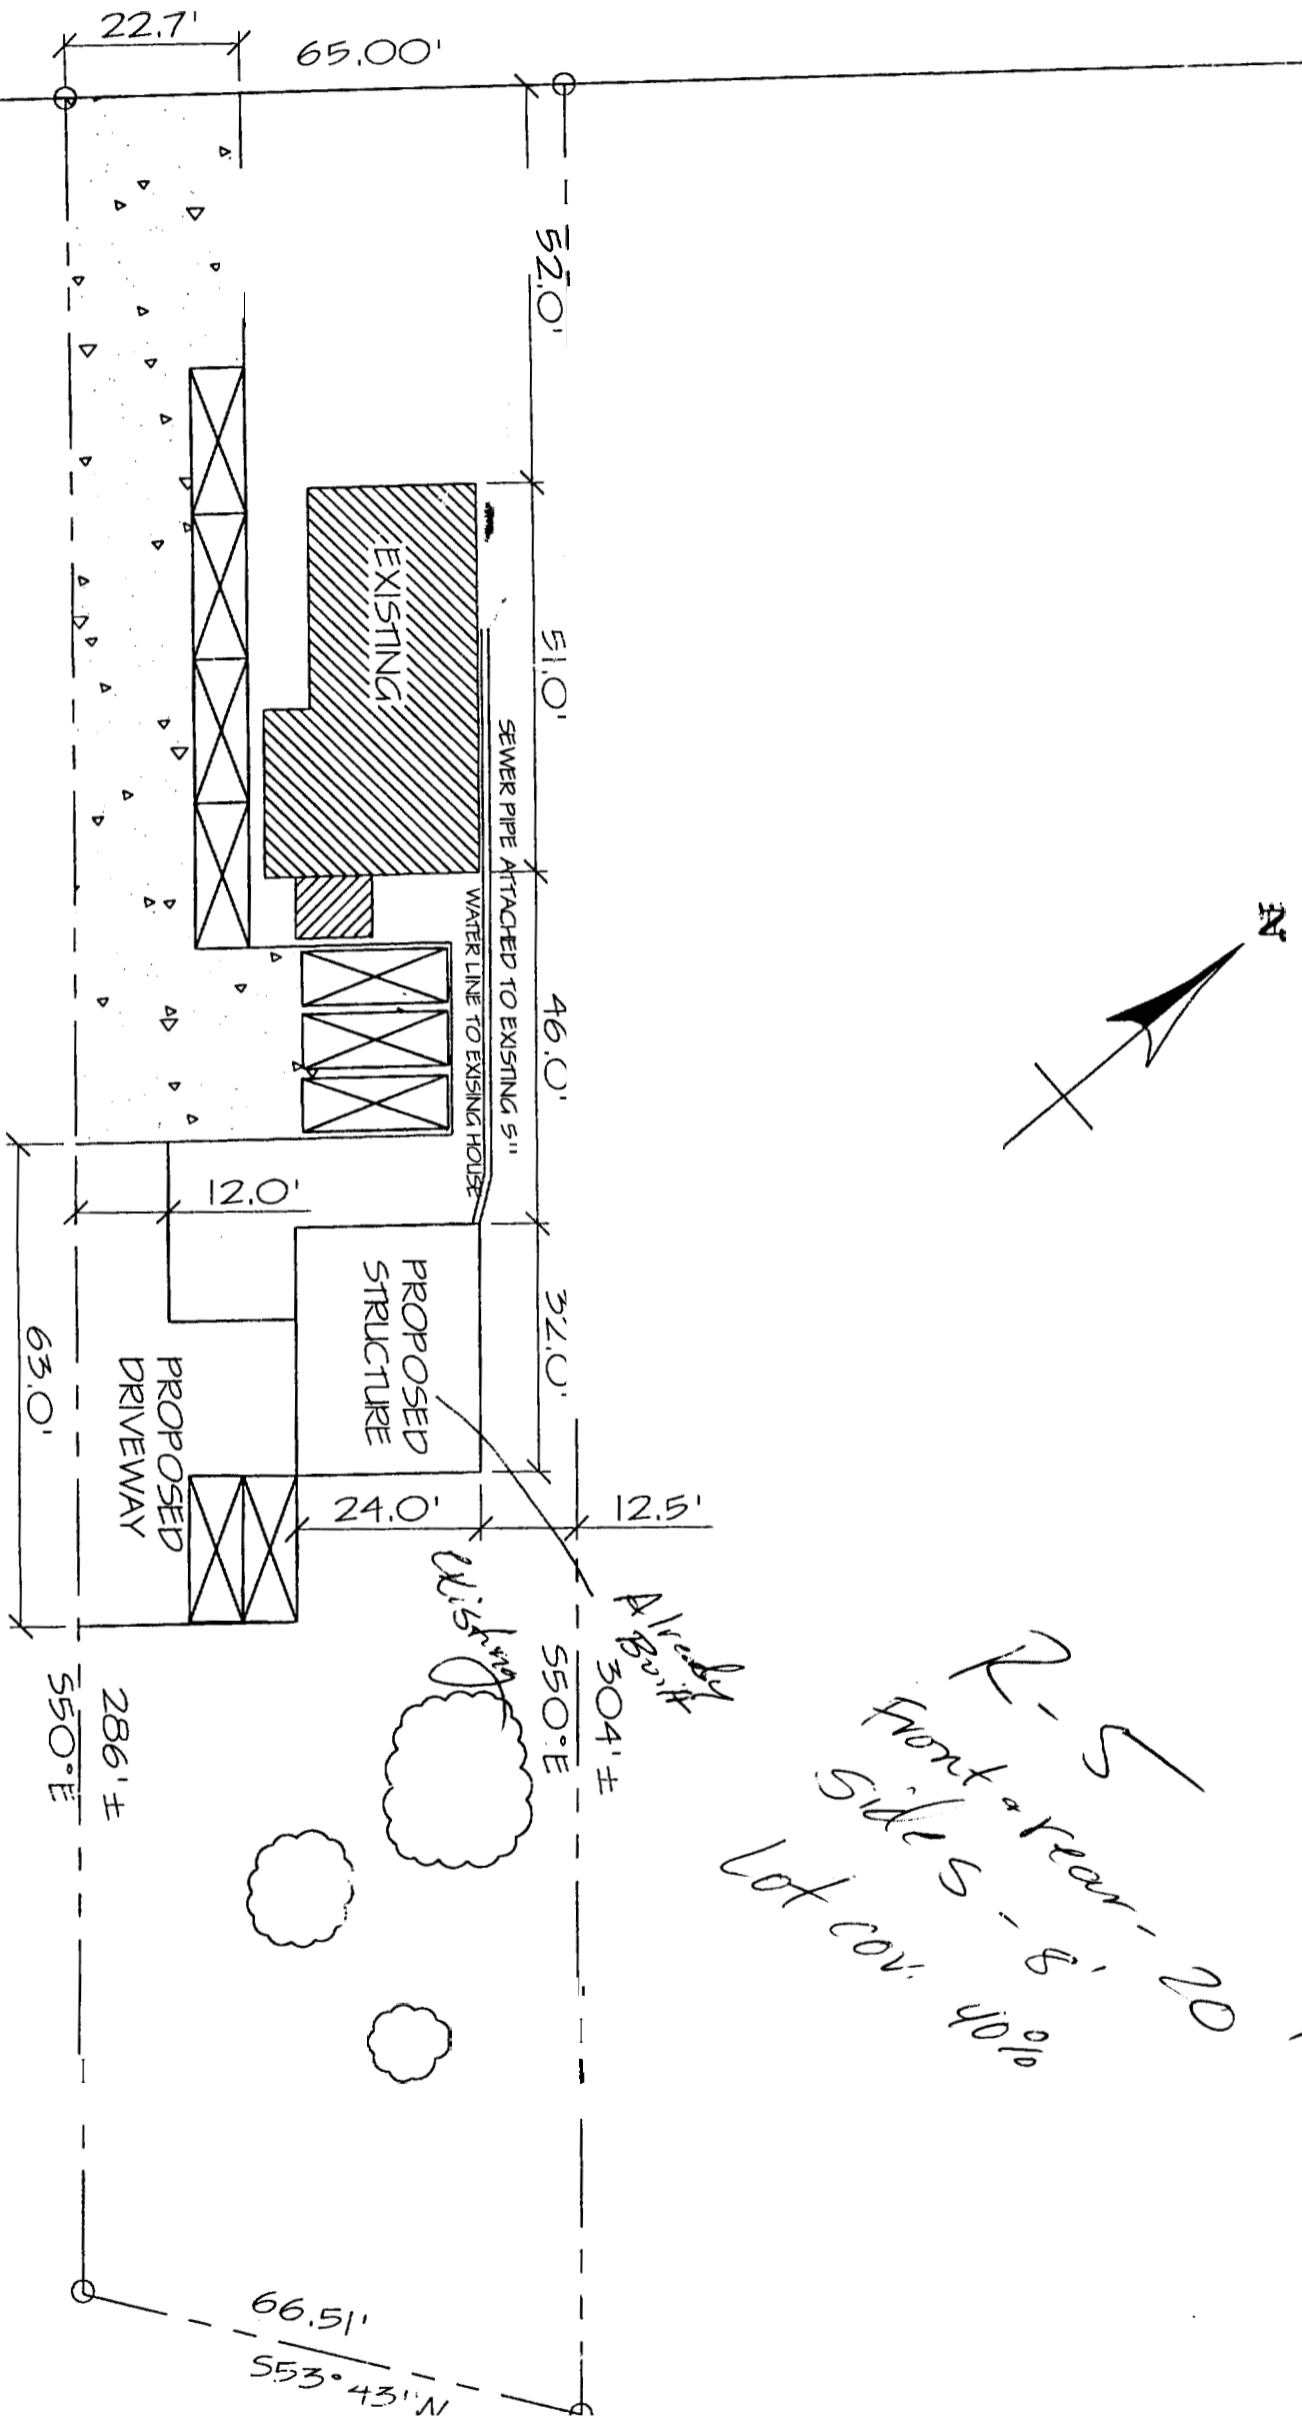 22.7'
65.00'
52.0'
EXISTING
51.0'
SEWER PIPE ATTACHED TO EXISTING 5"
WATER LINE TO EXISING HOUSE
46.0'
N
12.0'
PROPOSED
STRUCTURE
32.0'
63.0'
PROPOSED
DRIVEWAY
24.0'
12.5'
existing
Already
Built
304'±
S50°E
286'±
S50°E
R-5
Front & rear - 20'
Sides - 8'
Lot cov. 40%
66.51'
S53°43'W